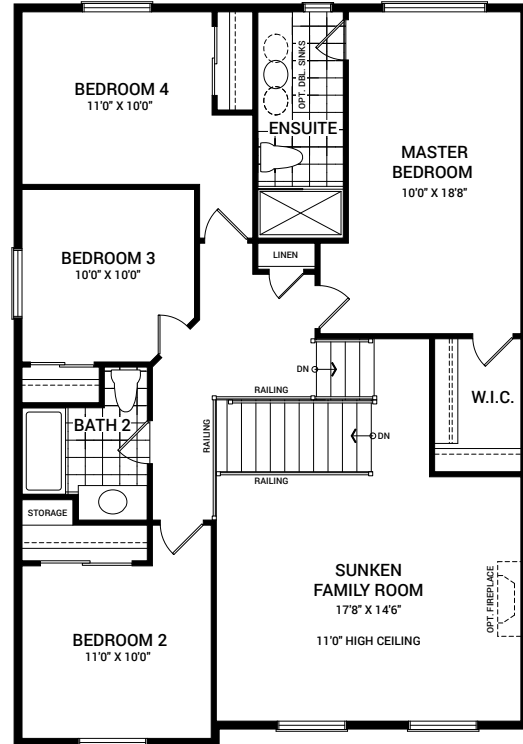 BEDROOM 4
11'0" X 10'0"
OPT. DBL. SINKS
ENSUITE
MASTER
BEDROOM
10'0" X 18'8"
BEDROOM 3
10'0" X 10'0"
LINEN
DN
RAILING
W.I.C.
BATH 2
RAILING
DN
RAILING
STORAGE
SUNKEN
FAMILY ROOM
17'8" X 14'6"
11'0" HIGH CEILING
OPT. FIREPLACE
BEDROOM 2
11'0" X 10'0"